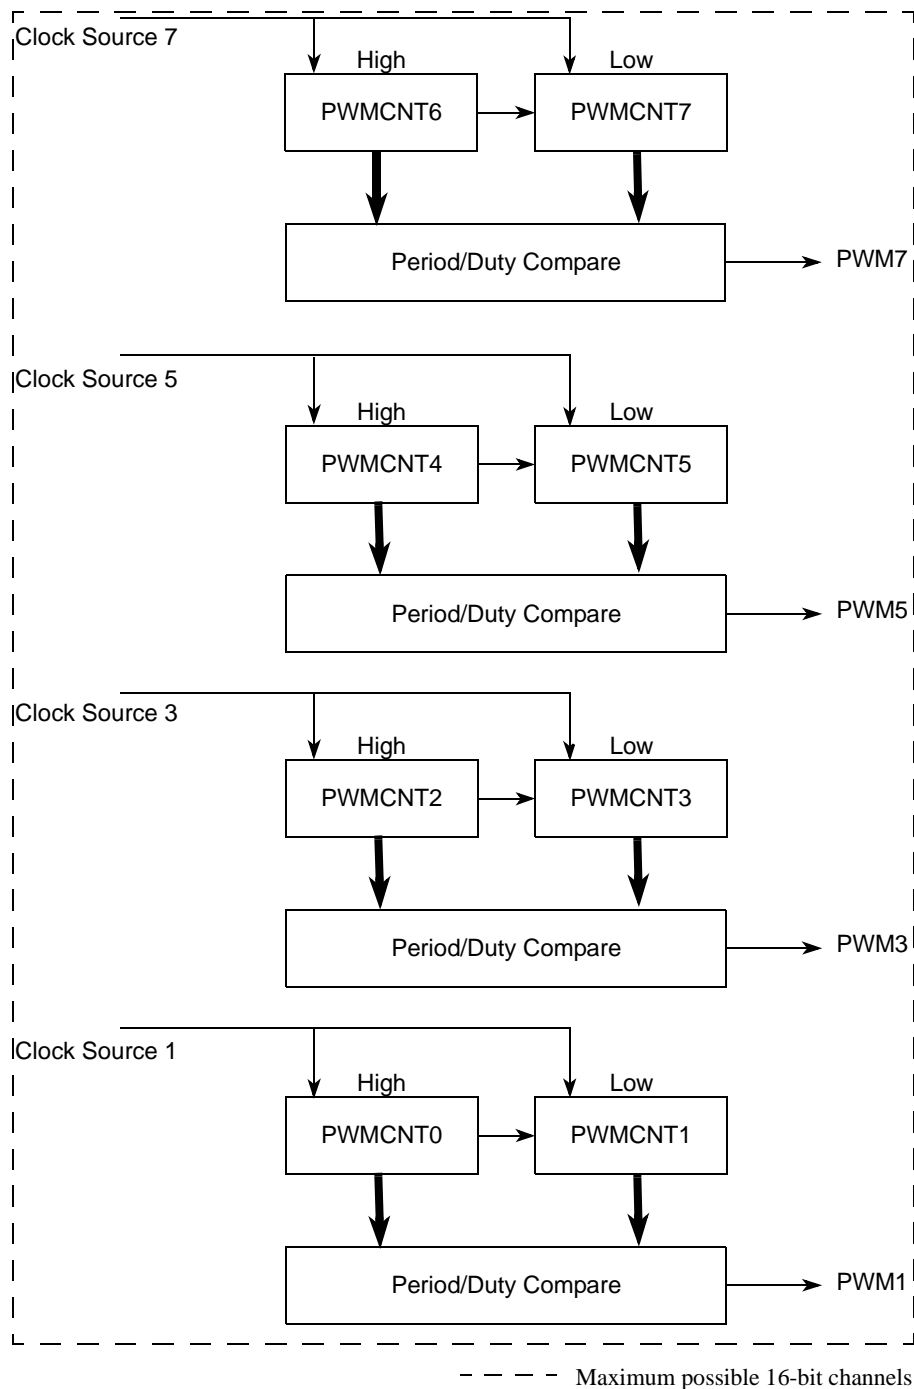 Clock Source 7
High Low
PWMCNT6 PWMCNT7
Period/Duty Compare PWM7
Clock Source 5
High Low
PWMCNT4 PWMCNT5
Period/Duty Compare PWM5
Clock Source 3
High Low
PWMCNT2 PWMCNT3
Period/Duty Compare PWM3
Clock Source 1
High Low
PWMCNT0 PWMCNT1
Period/Duty Compare PWM1
Maximum possible 16-bit channels